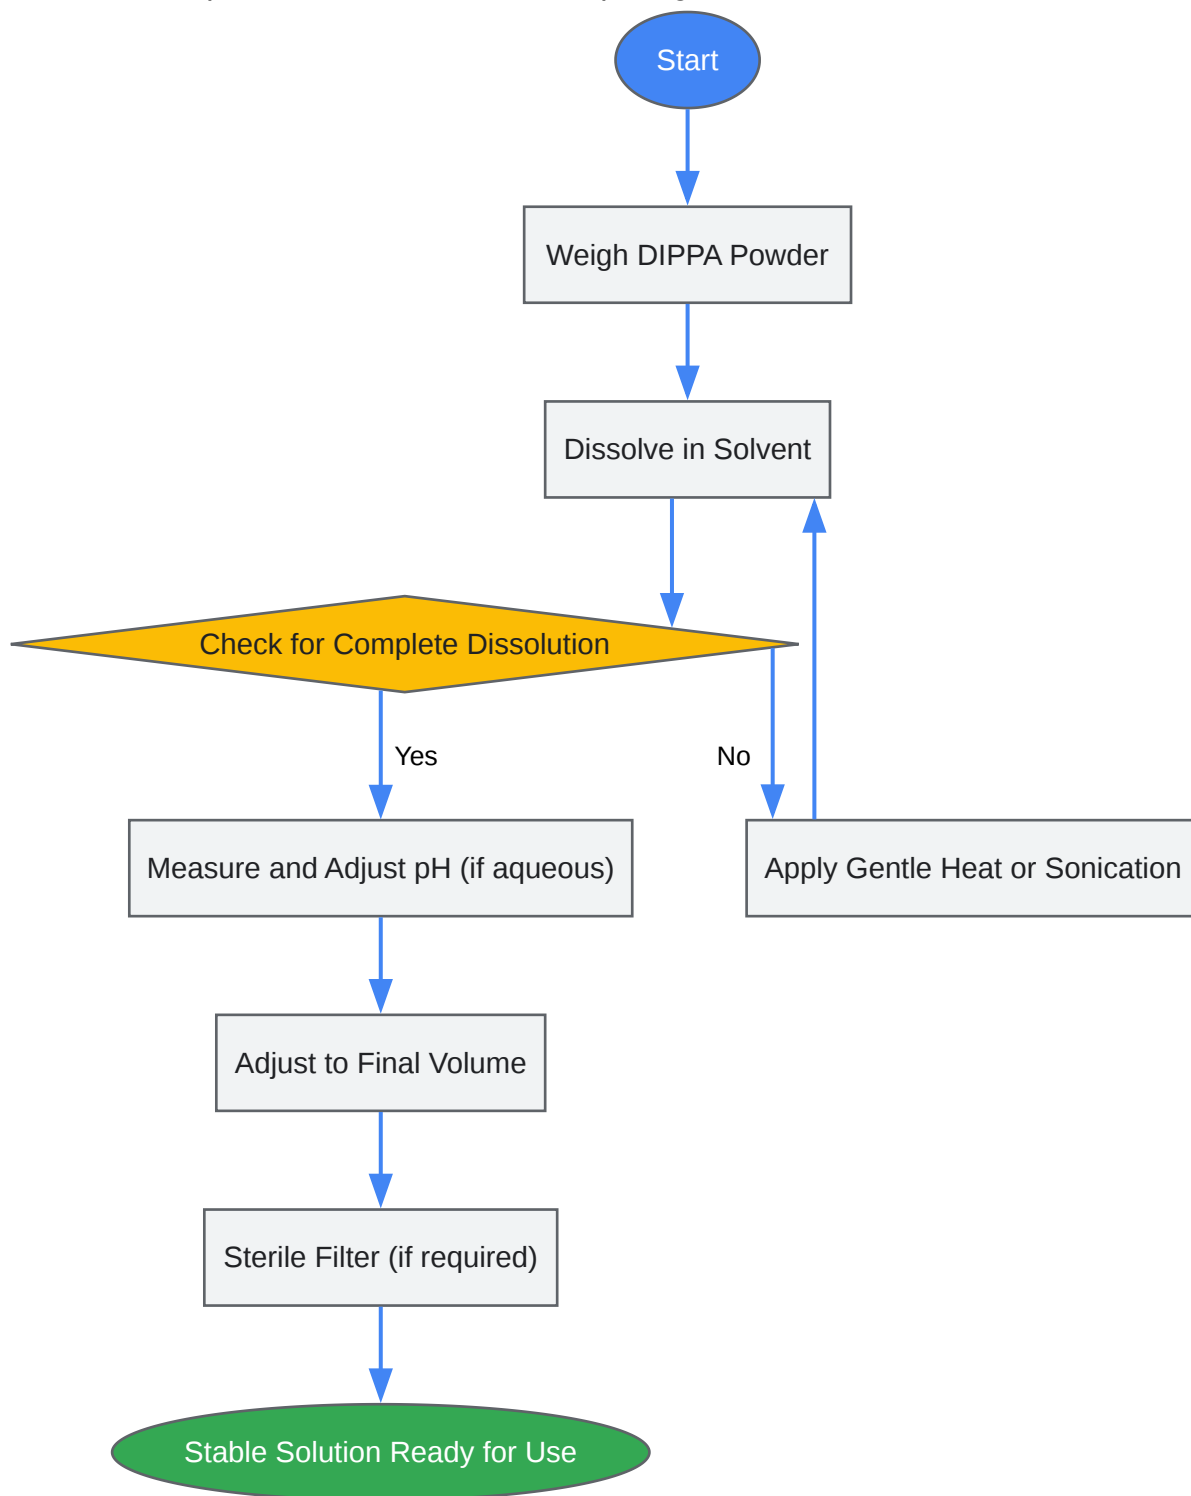 Start
Weigh DIPPA Powder
Dissolve in Solvent
Check for Complete Dissolution
Yes
No
Measure and Adjust pH (if aqueous)
Apply Gentle Heat or Sonication
Adjust to Final Volume
Sterile Filter (if required)
Stable Solution Ready for Use